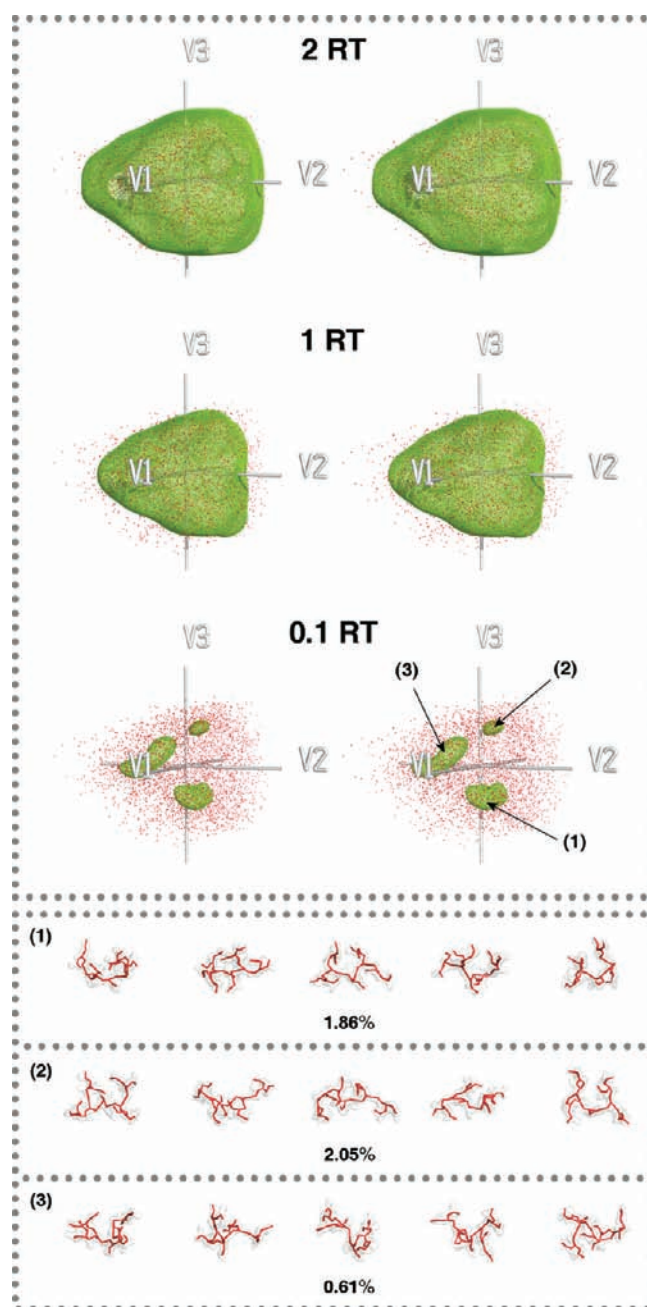 V3 2 RT V3
V1 V2 V1 V2
V3 1 RT V3
V1 V2 V1 V2
V3 0.1 RT V3
(3) (2)
V1 V2 V1 V2
(1)
(1)
1.86%
(2)
2.05%
(3)
0.61%